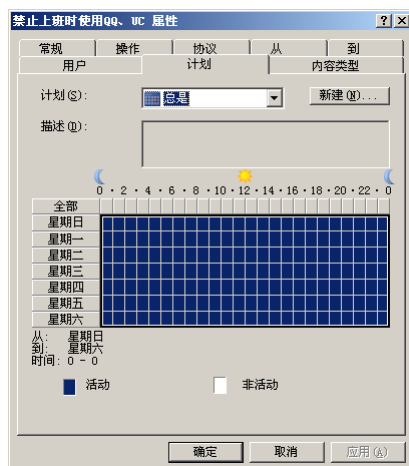 禁止上班时使用QQ、UC 属性
常规 操作 协议 从 到
用户 计划 内容类型
计划(S): 总是 新建(N)...
描述(D):
0 · 2 · 4 · 6 · 8 · 10 · 12 · 14 · 16 · 18 · 20 · 22 · 0
全部
星期日
星期一
星期二
星期三
星期四
星期五
星期六
从: 星期日
到: 星期六
时间: 0 - 0
活动 非活动
确定 取消 应用(A)